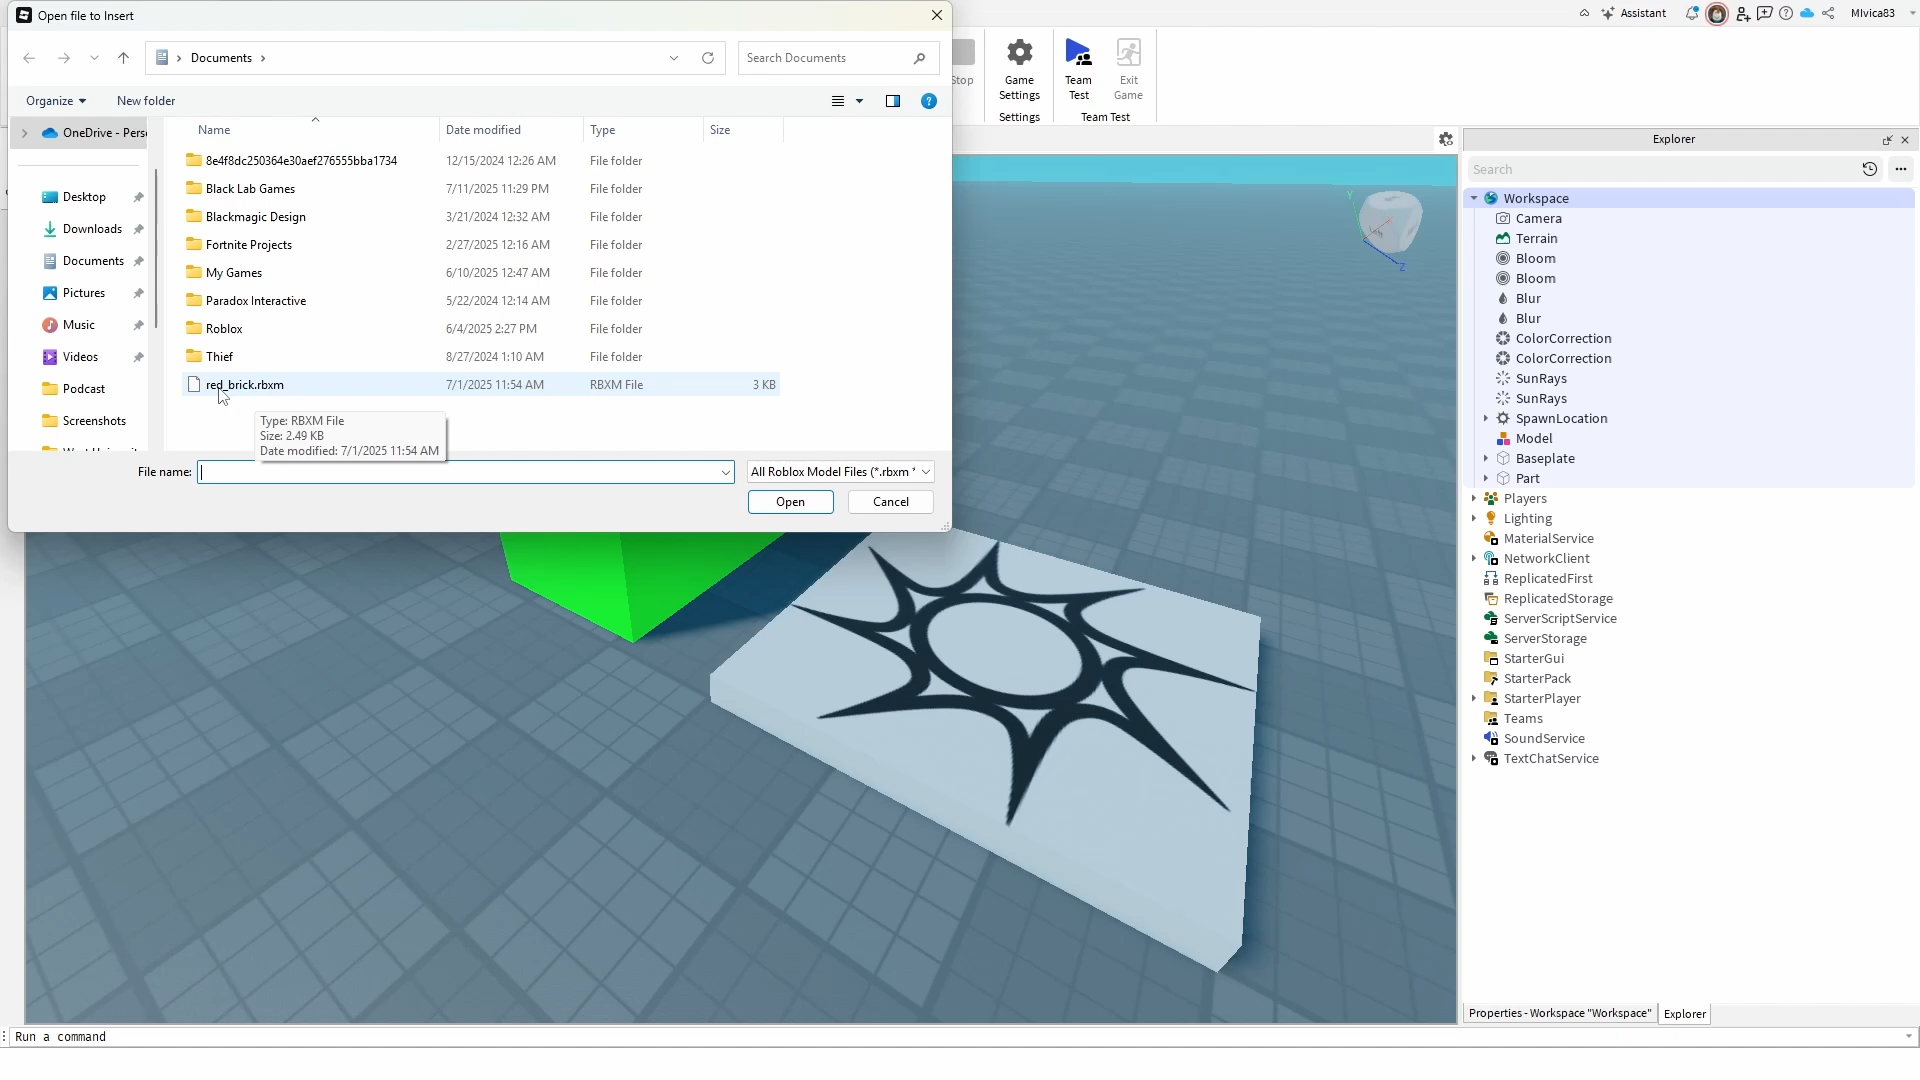 Open file to Insert
Assistant
MIvica83
Documents
Search Documents
Stop
Game Settings
Team Test
Exit Game
Settings
Team Test
Organize
New folder
Explorer
Search
OneDrive - Pers
Desktop
Downloads
Documents
Pictures
Music
Videos
Podcast
Screenshots
Name Date modified Type Size
8e4f8dc250364e30aef276555bba1734 12/15/2024 12:26 AM File folder
Black Lab Games 7/11/2025 11:29 PM File folder
Blackmagic Design 3/21/2024 12:32 AM File folder
Fortnite Projects 2/27/2025 12:16 AM File folder
My Games 6/10/2025 12:47 AM File folder
Paradox Interactive 5/22/2024 12:14 AM File folder
Roblox 6/4/2025 2:27 PM File folder
Thief 8/27/2024 1:10 AM File folder
red_brick.rbxm 7/1/2025 11:54 AM RBXM File 3 KB
Type: RBXM File
Size: 2.49 KB
Date modified: 7/1/2025 11:54 AM
File name:
All Roblox Model Files (*.rbxm *
Open
Cancel
Y
Z
Workspace
Camera
Terrain
Bloom
Bloom
Blur
Blur
ColorCorrection
ColorCorrection
SunRays
SunRays
SpawnLocation
Model
Baseplate
Part
Players
Lighting
MaterialService
NetworkClient
ReplicatedFirst
ReplicatedStorage
ServerScriptService
ServerStorage
StarterGui
StarterPack
StarterPlayer
Teams
SoundService
TextChatService
Properties - Workspace "Workspace"
Explorer
Run a command